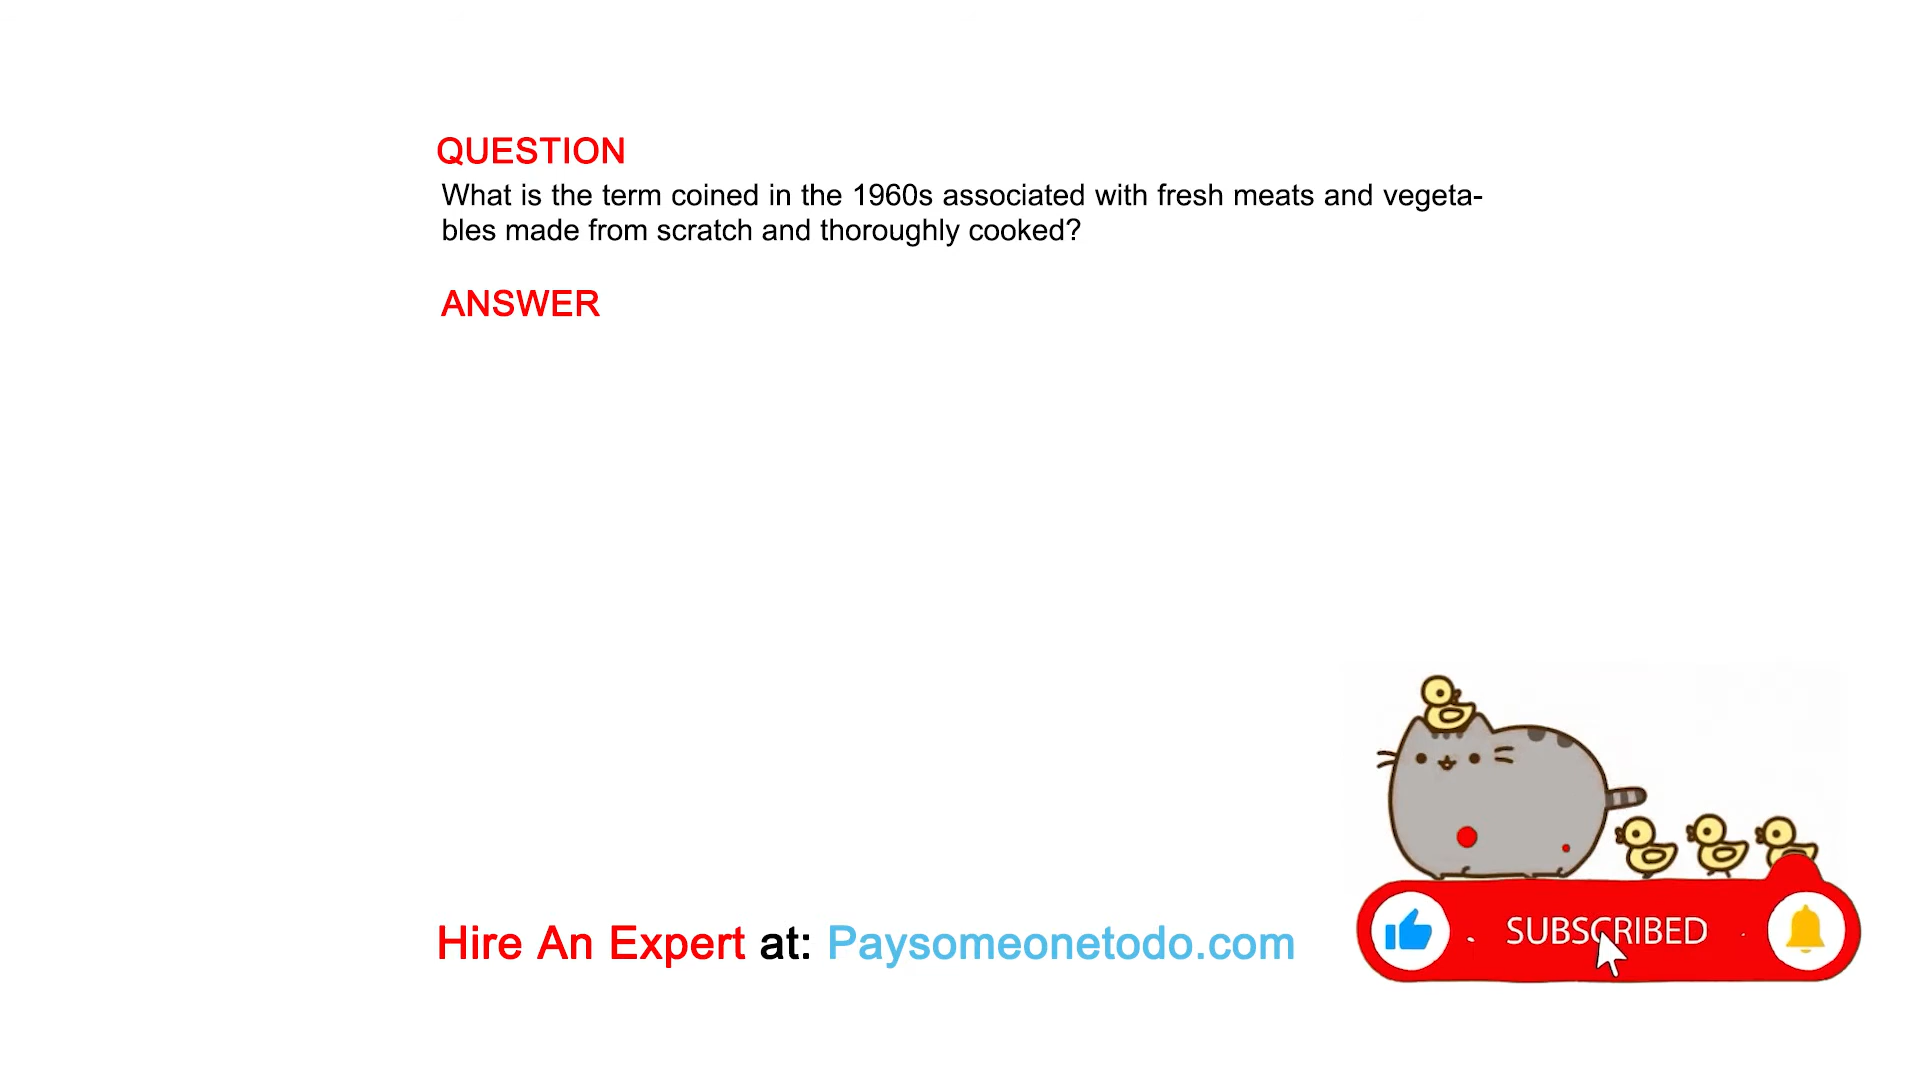 QUESTION
What is the term coined in the 1960s associated with fresh meats and vegeta-
bles made from scratch and thoroughly cooked?
ANSWER
Hire An Expert at: Paysomeonetodo.com
SUBSCRIBED